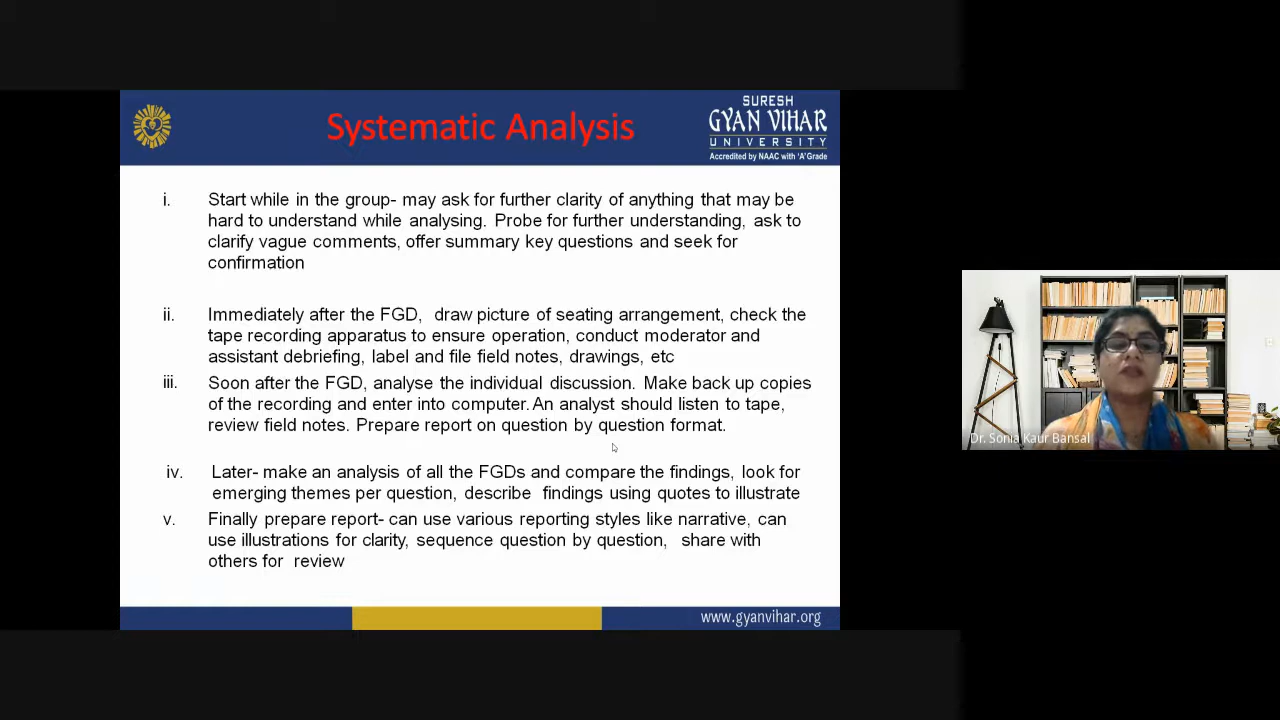 Systematic Analysis
SURESH
GYAN VIHAR
UNIVERSITY
Accredited by NAAC with 'A' Grade
i. Start while in the group- may ask for further clarity of anything that may be
hard to understand while analysing. Probe for further understanding, ask to
clarify vague comments, offer summary key questions and seek for
confirmation
ii. Immediately after the FGD, draw picture of seating arrangement, check the
tape recording apparatus to ensure operation, conduct moderator and
assistant debriefing, label and file field notes, drawings, etc
iii. Soon after the FGD, analyse the individual discussion. Make back up copies
of the recording and enter into computer. An analyst should listen to tape,
review field notes. Prepare report on question by question format.
iv. Later- make an analysis of all the FGDs and compare the findings, look for
emerging themes per question, describe findings using quotes to illustrate
v. Finally prepare report- can use various reporting styles like narrative, can
use illustrations for clarity, sequence question by question, share with
others for review
www.gyanvihar.org
Dr. Sonia Kaur Bansal